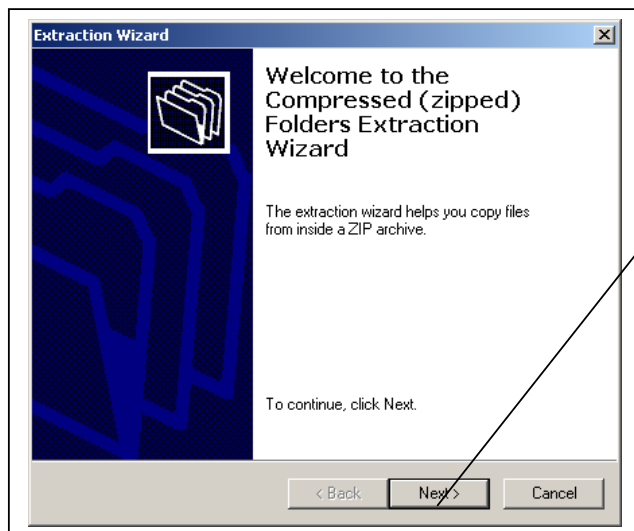 Extraction Wizard
Welcome to the
Compressed (zipped)
Folders Extraction
Wizard
The extraction wizard helps you copy files
from inside a ZIP archive.
To continue, click Next.
< Back
Next >
Cancel